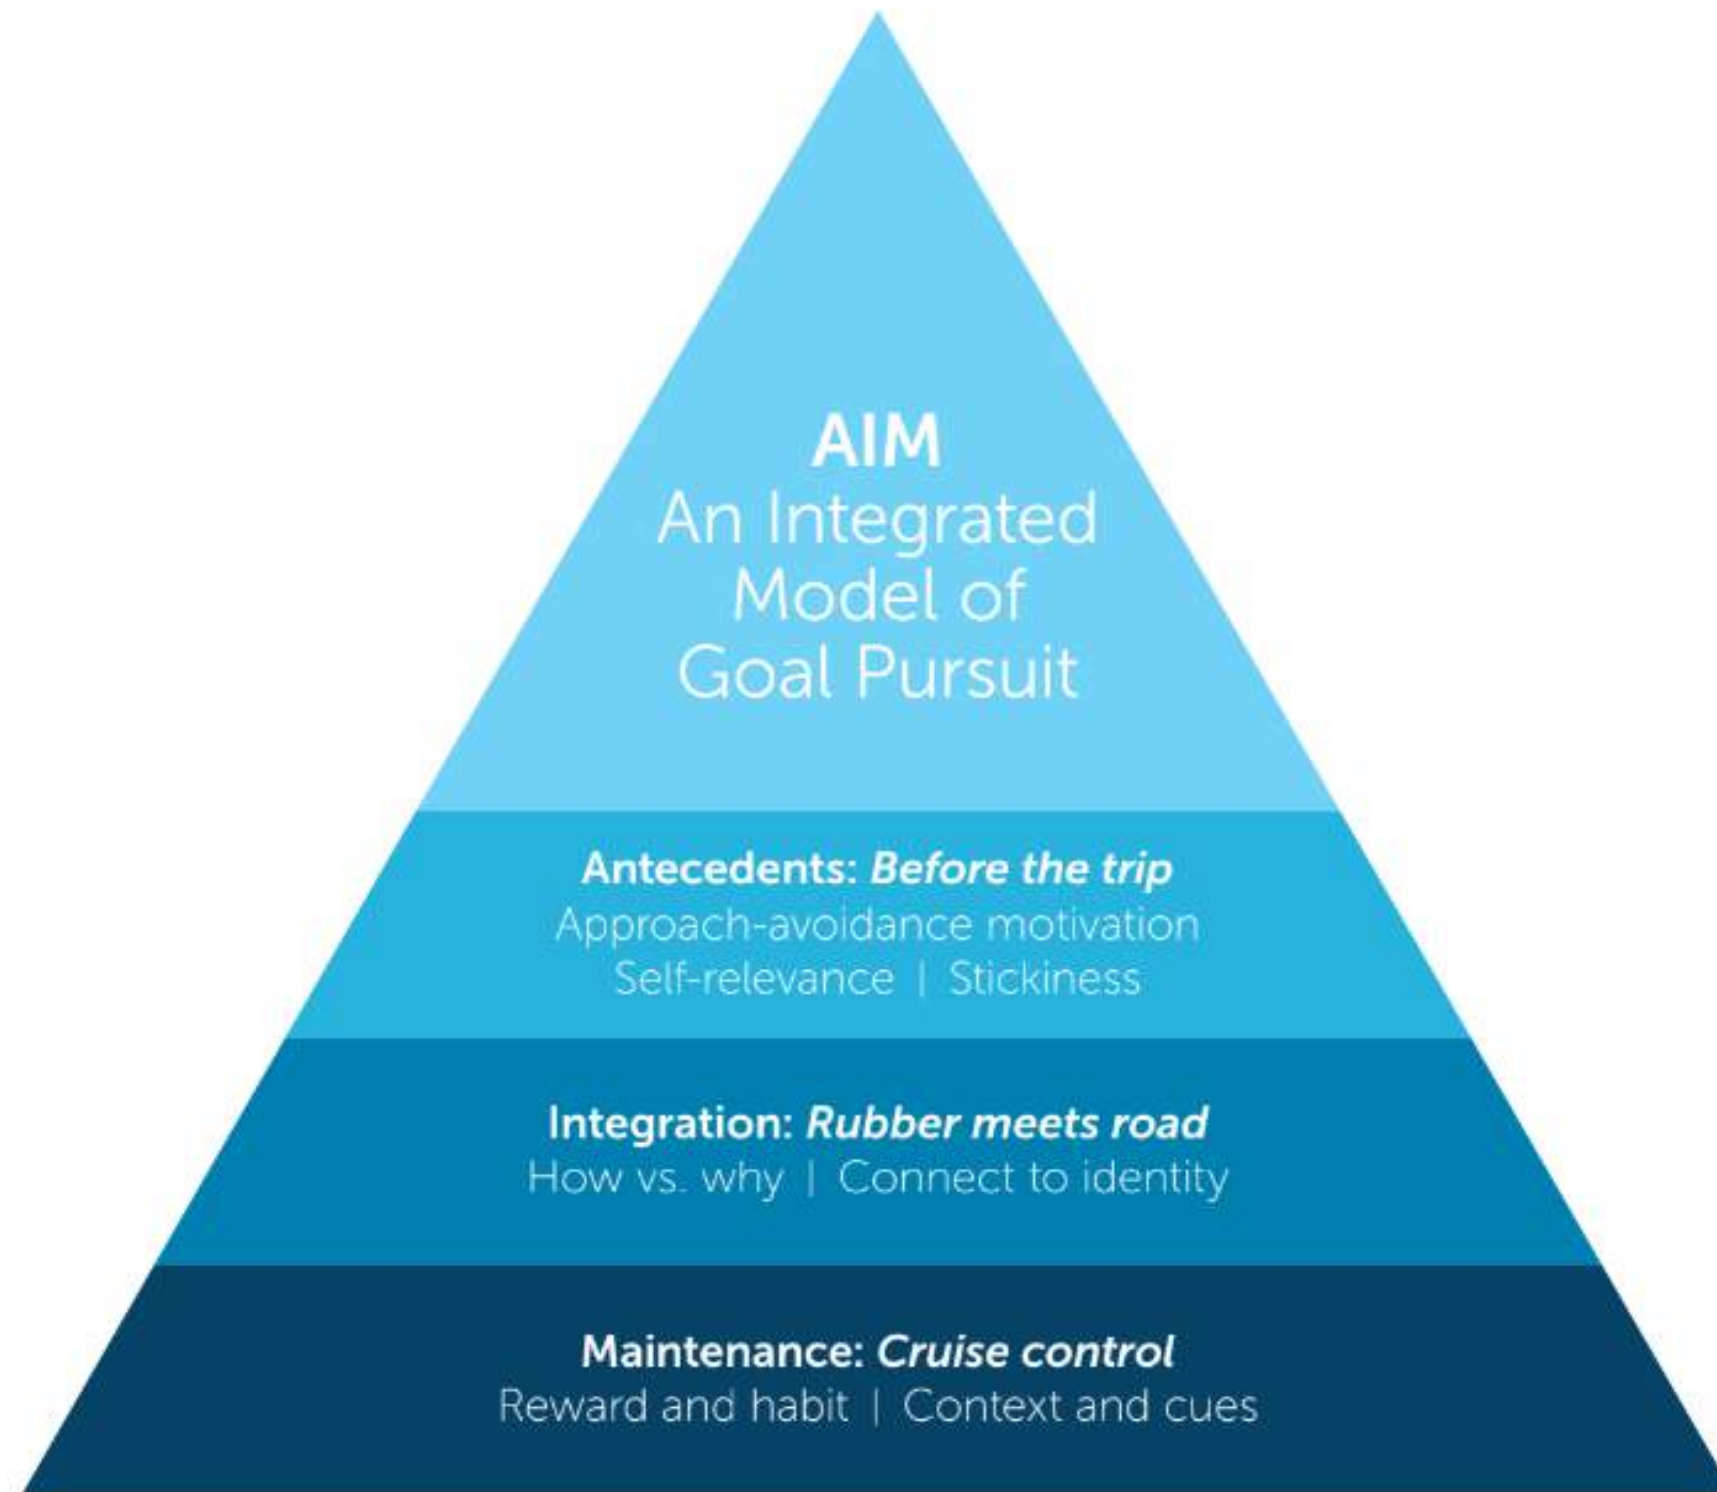 AIM
An Integrated
Model of
Goal Pursuit
Antecedents: Before the trip
Approach-avoidance motivation
Self-relevance | Stickiness
Integration: Rubber meets road
How vs. why | Connect to identity
Maintenance: Cruise control
Reward and habit | Context and cues